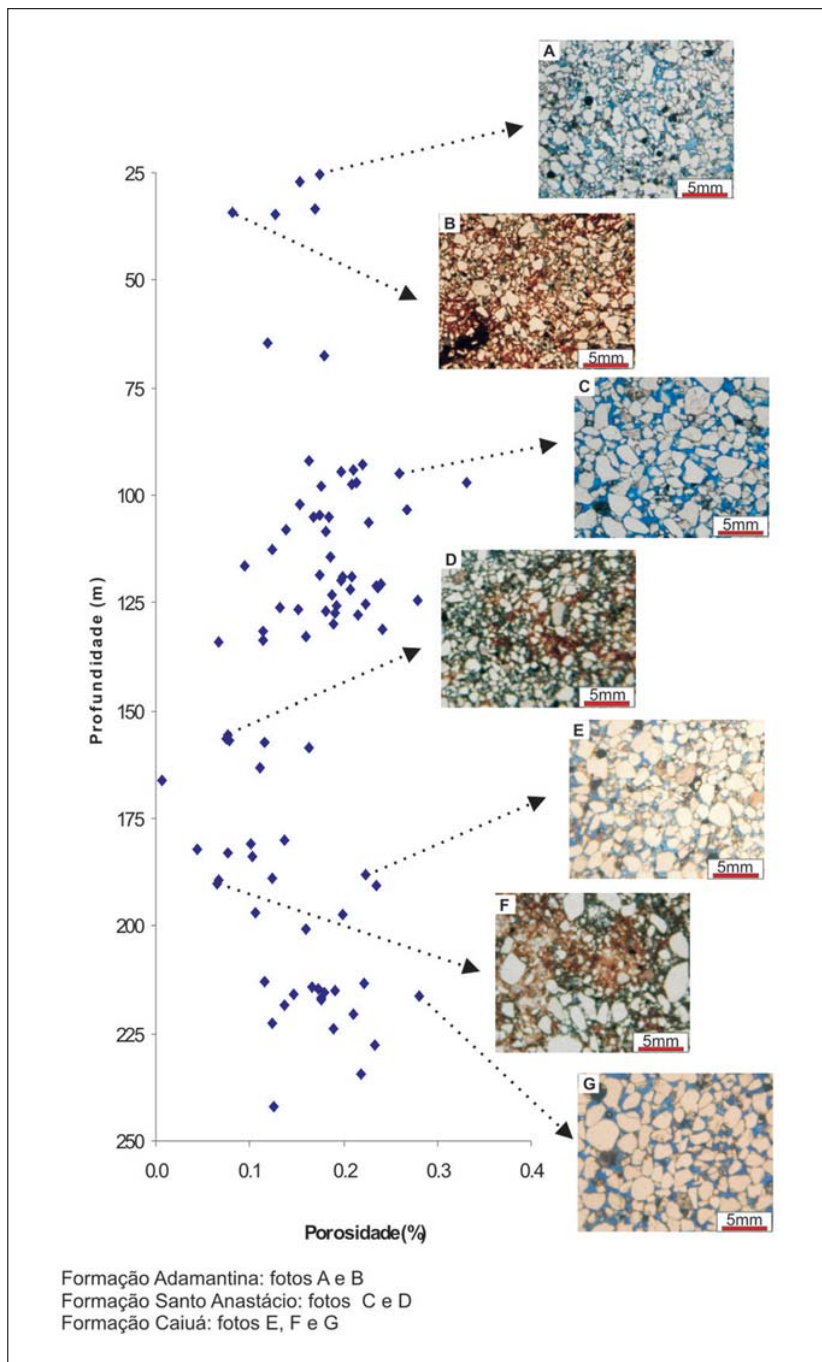 A
5mm
B
5mm
C
5mm
D
5mm
E
5mm
F
5mm
G
5mm
Profundidade (m)
25
50
75
100
125
150
175
200
225
250
0.0 0.1 0.2 0.3 0.4
Porosidade(%)
Formação Adamantina: fotos A e B
Formação Santo Anastácio: fotos C e D
Formação Caiuá: fotos E, F e G